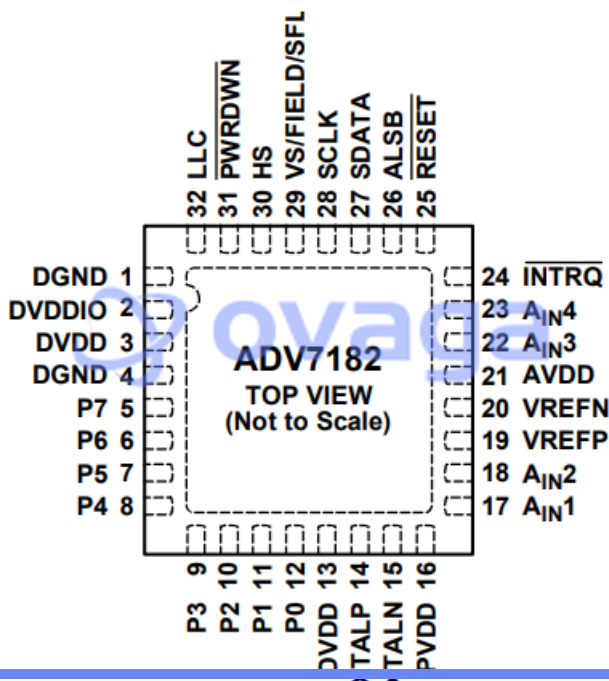 32 LLC
31 PWRDWN
30 HS
29 VS/FIELD/SFL
28 SCLK
27 SDATA
26 ALSB
25 RESET
DGND 1
DVDDIO 2
DVDD 3
DGND 4
P7 5
P6 6
P5 7
P4 8
ovaga
ADV7182
TOP VIEW
(Not to Scale)
24 INTRQ
23 AIN4
22 AIN3
21 AVDD
20 VREFN
19 VREFP
18 AIN2
17 AIN1
P3 9
P2 10
P1 11
P0 12
DVDD 13
TALP 14
TALN 15
PVDD 16